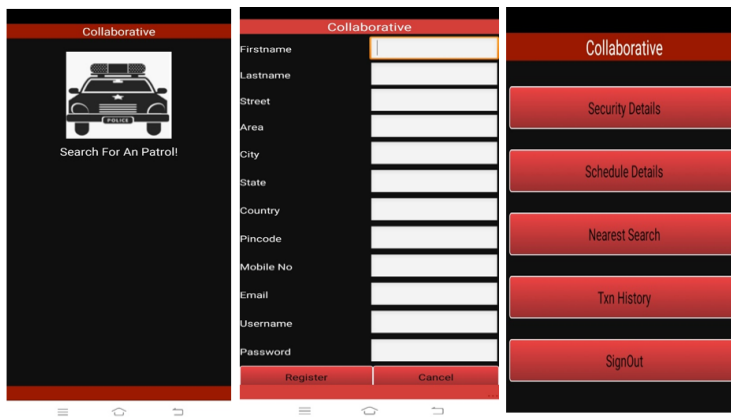 Collaborative
POLICE
Search For An Patrol!
Collaborative
Firstname
Lastname
Street
Area
City
State
Country
Pincode
Mobile No
Email
Username
Password
Register Cancel
Collaborative
Security Details
Schedule Details
Nearest Search
Txn History
SignOut